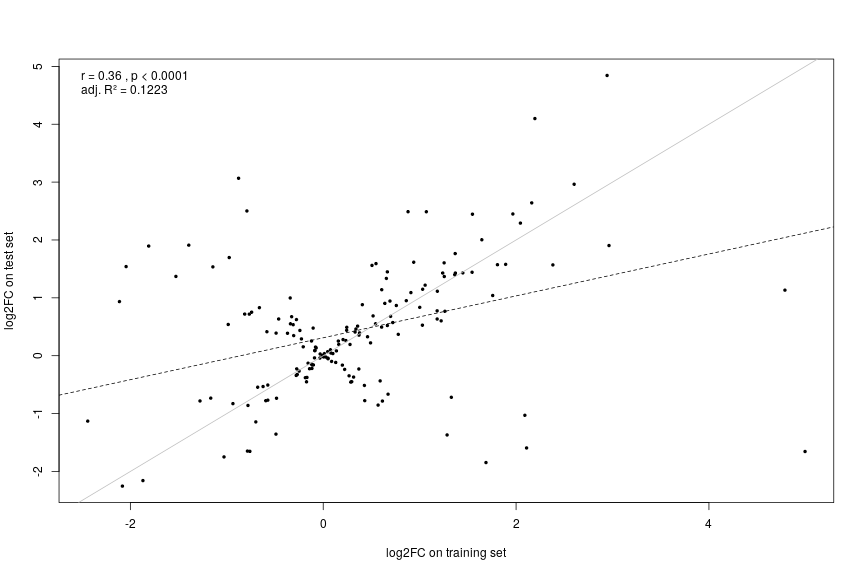 r = 0.36 , p < 0.0001
adj. R² = 0.1223
5
4
3
2
1
0
-1
-2
log2FC on test set
-2 0 2 4
log2FC on training set